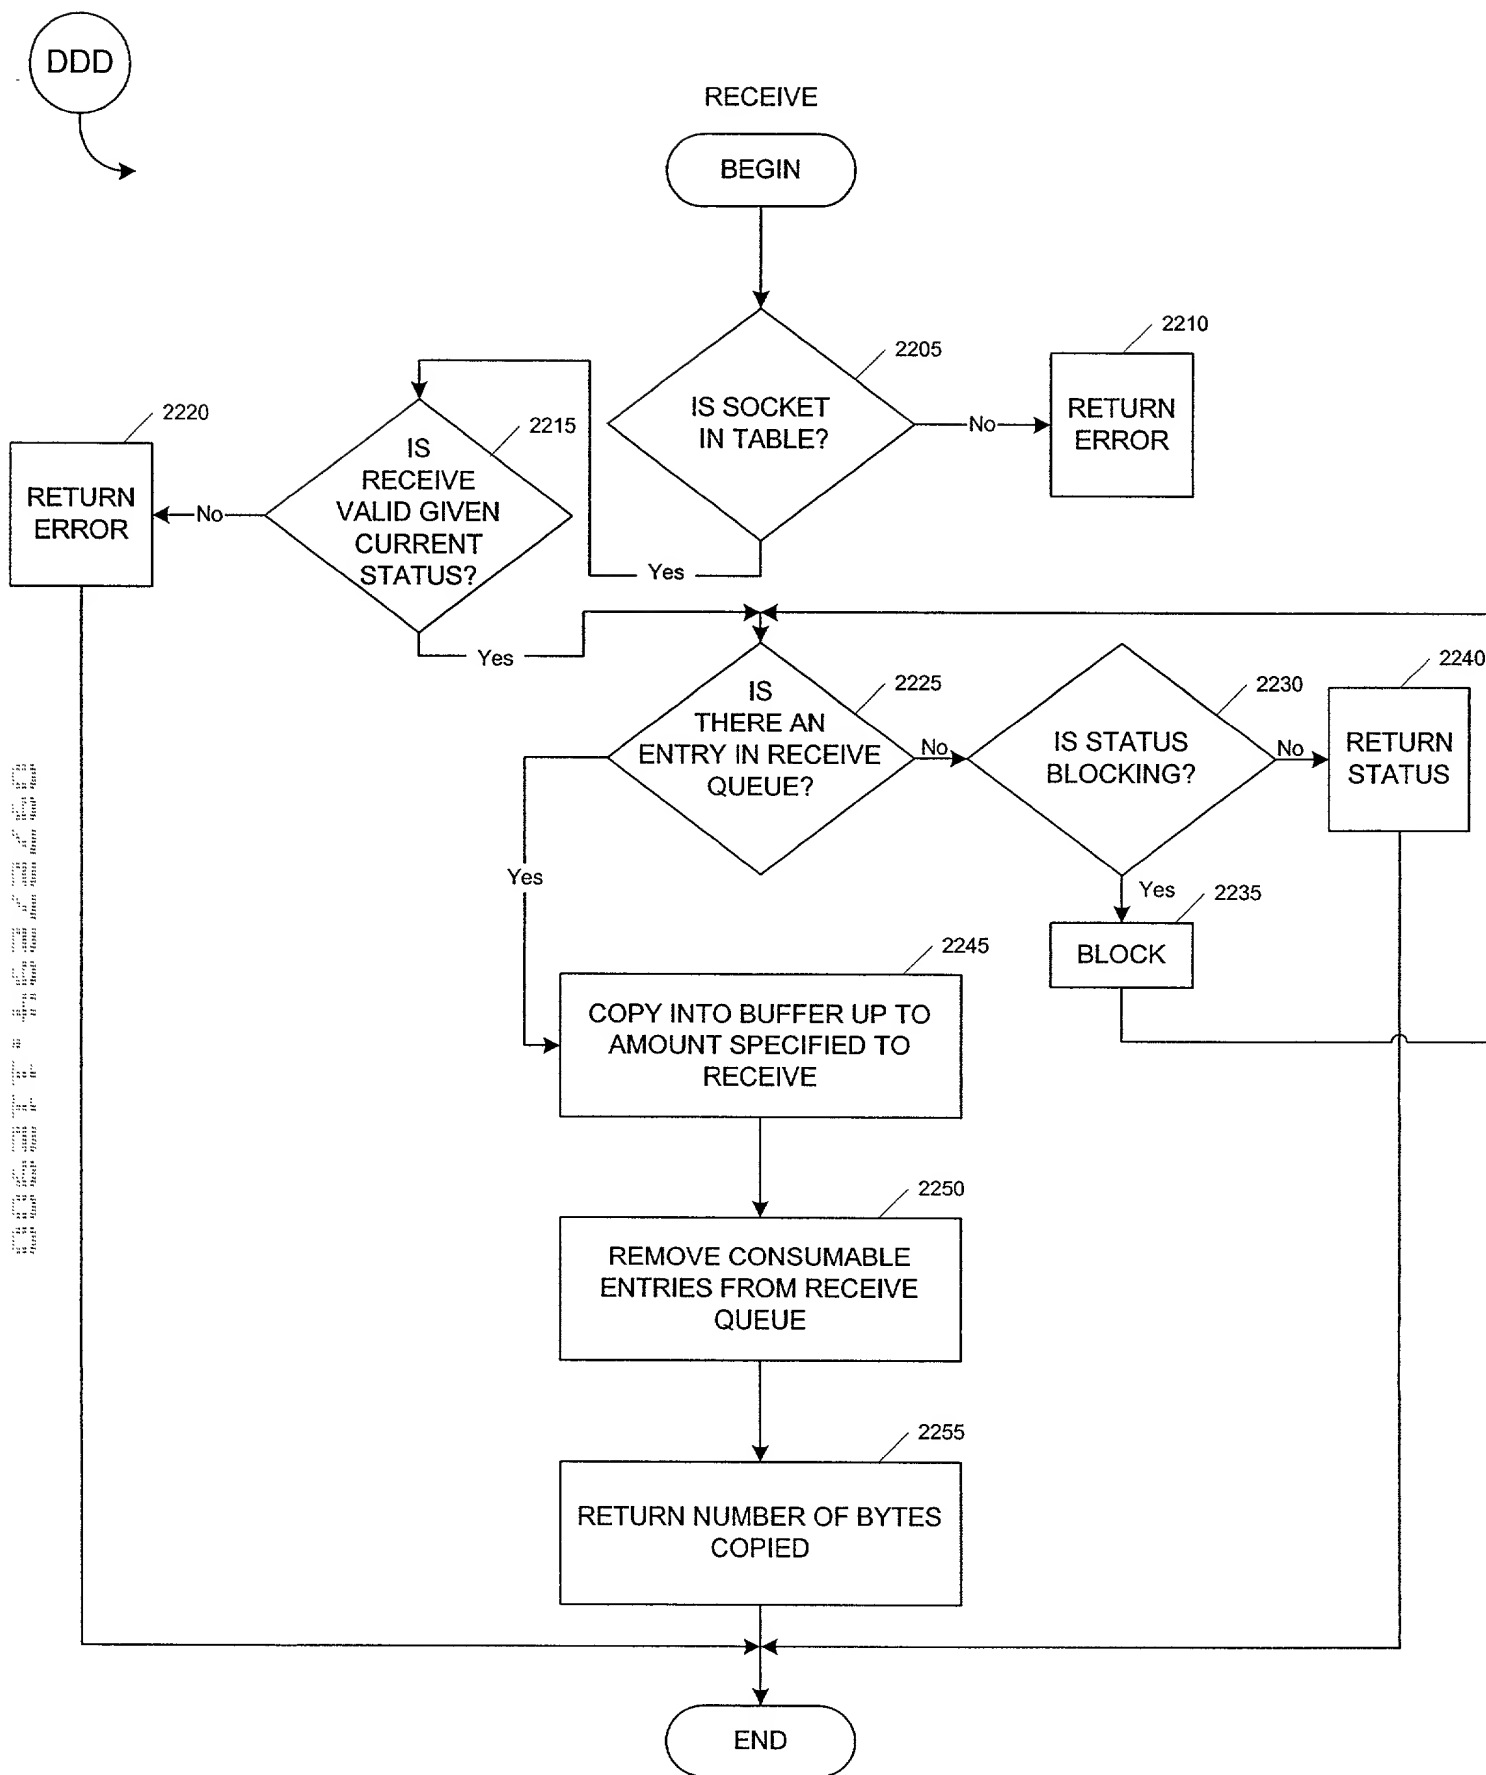 DDD
RECEIVE
BEGIN
2205
IS SOCKET
IN TABLE?
No
2210
RETURN
ERROR
Yes
2215
IS
RECEIVE
VALID GIVEN
CURRENT
STATUS?
No
2220
RETURN
ERROR
Yes
2225
IS
THERE AN
ENTRY IN RECEIVE
QUEUE?
No
2230
IS STATUS
BLOCKING?
No
2240
RETURN
STATUS
Yes
2235
BLOCK
Yes
2245
COPY INTO BUFFER UP TO
AMOUNT SPECIFIED TO
RECEIVE
2250
REMOVE CONSUMABLE
ENTRIES FROM RECEIVE
QUEUE
2255
RETURN NUMBER OF BYTES
COPIED
END